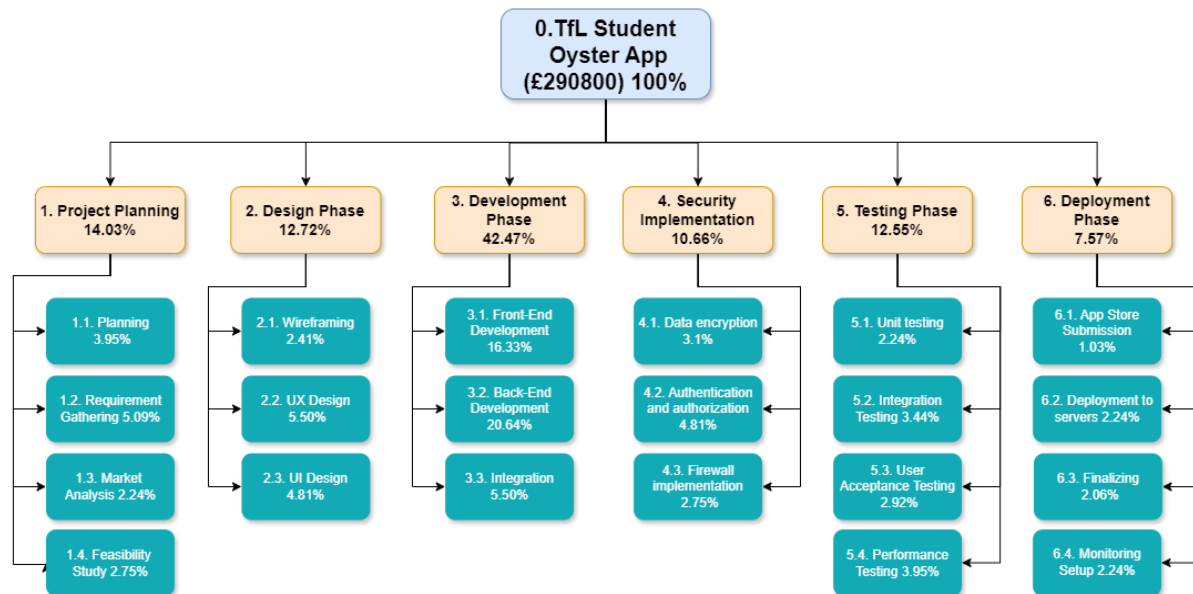 0.TfL Student
Oyster App
(£290800) 100%
1. Project Planning
14.03%
2. Design Phase
12.72%
3. Development
Phase
42.47%
4. Security
Implementation
10.66%
5. Testing Phase
12.55%
6. Deployment
Phase
7.57%
1.1. Planning
3.95%
1.2. Requirement
Gathering 5.09%
1.3. Market
Analysis 2.24%
1.4. Feasibility
Study 2.75%
2.1. Wireframing
2.41%
2.2. UX Design
5.50%
2.3. UI Design
4.81%
3.1. Front-End
Development
16.33%
3.2. Back-End
Development
20.64%
3.3. Integration
5.50%
4.1. Data encryption
3.1%
4.2. Authentication
and authorization
4.81%
4.3. Firewall
implementation
2.75%
5.1. Unit testing
2.24%
5.2. Integration
Testing 3.44%
5.3. User
Acceptance Testing
2.92%
5.4. Performance
Testing 3.95%
6.1. App Store
Submission
1.03%
6.2. Deployment to
servers 2.24%
6.3. Finalizing
2.06%
6.4. Monitoring
Setup 2.24%